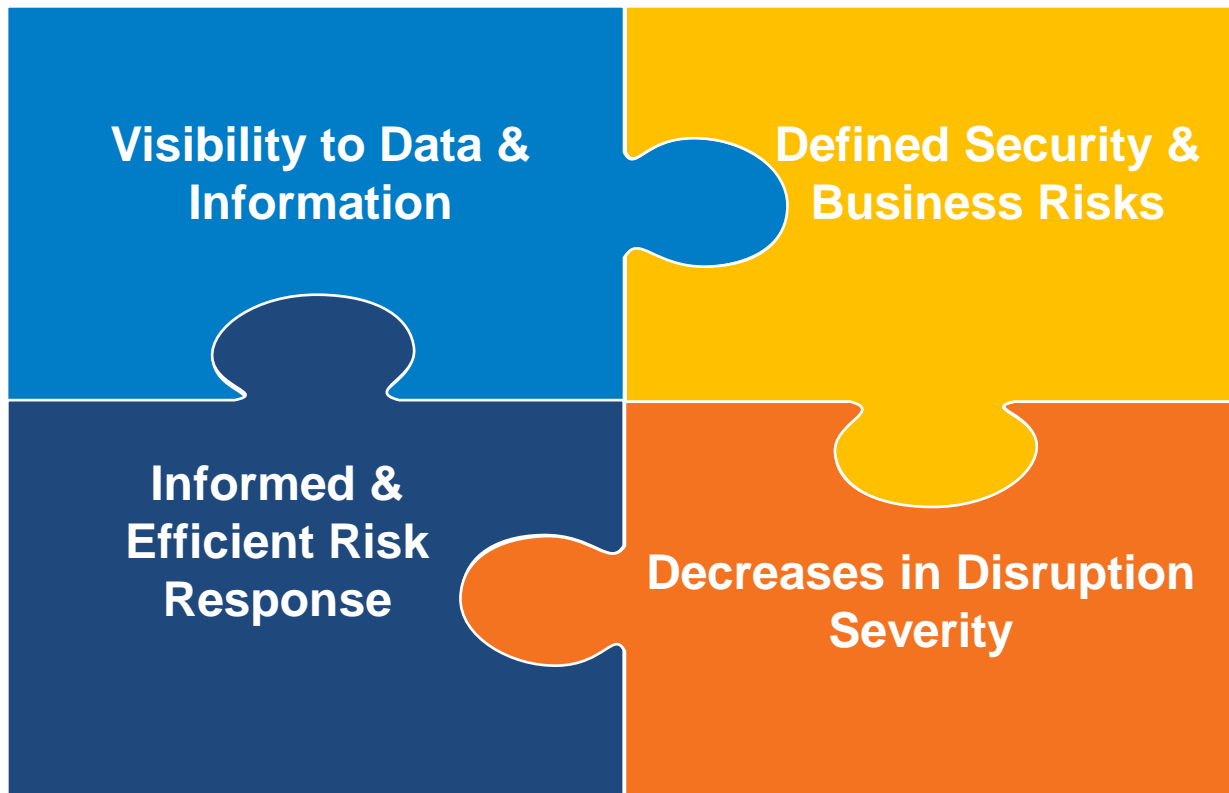 Visibility to Data &
Information
Defined Security &
Business Risks
Informed &
Efficient Risk
Response
Decreases in Disruption
Severity